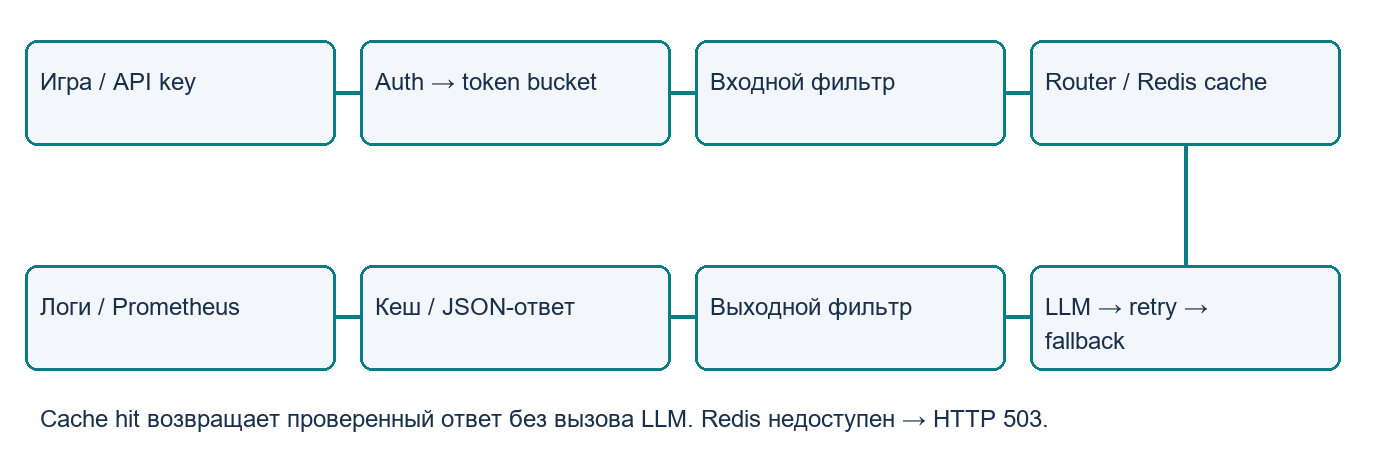 Игра / API key
Auth → token bucket
Входной фильтр
Router / Redis cache
Логи / Prometheus
Кеш / JSON-ответ
Выходной фильтр
LLM → retry →
fallback
Cache hit возвращает проверенный ответ без вызова LLM. Redis недоступен → HTTP 503.